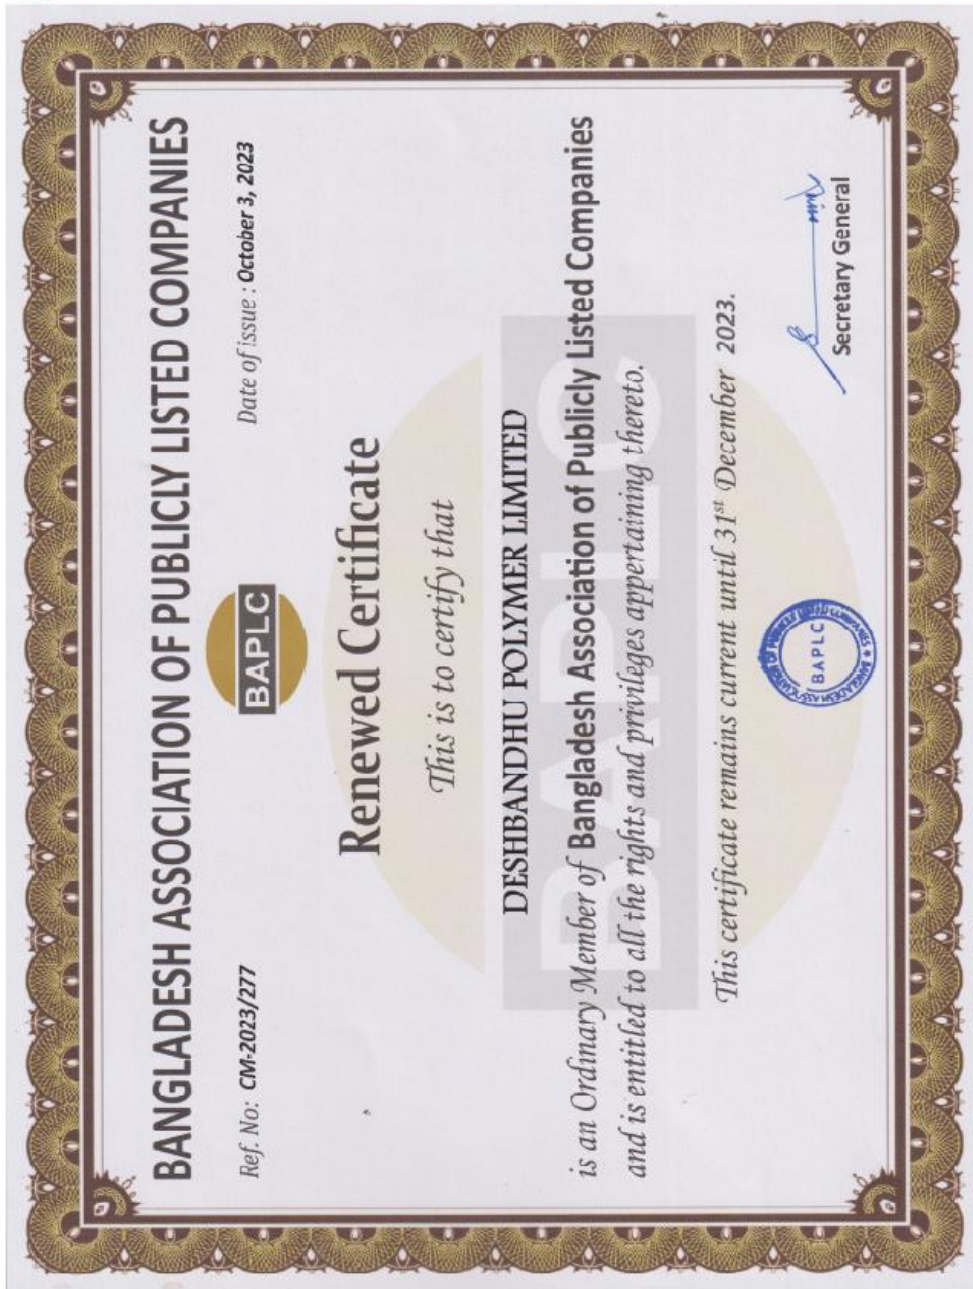 BANGLADESH ASSOCIATION OF PUBLICLY LISTED COMPANIES
Ref. No: CM-2023/277
Date of issue : October 3, 2023
BAPLC
Renewed Certificate
This is to certify that
BAPLC
DESHBANDHU POLYMER LIMITED
is an Ordinary Member of Bangladesh Association of Publicly Listed Companies
and is entitled to all the rights and privileges appertaining thereto.
This certificate remains current until 31st December 2023.
BAPLC
Secretary General